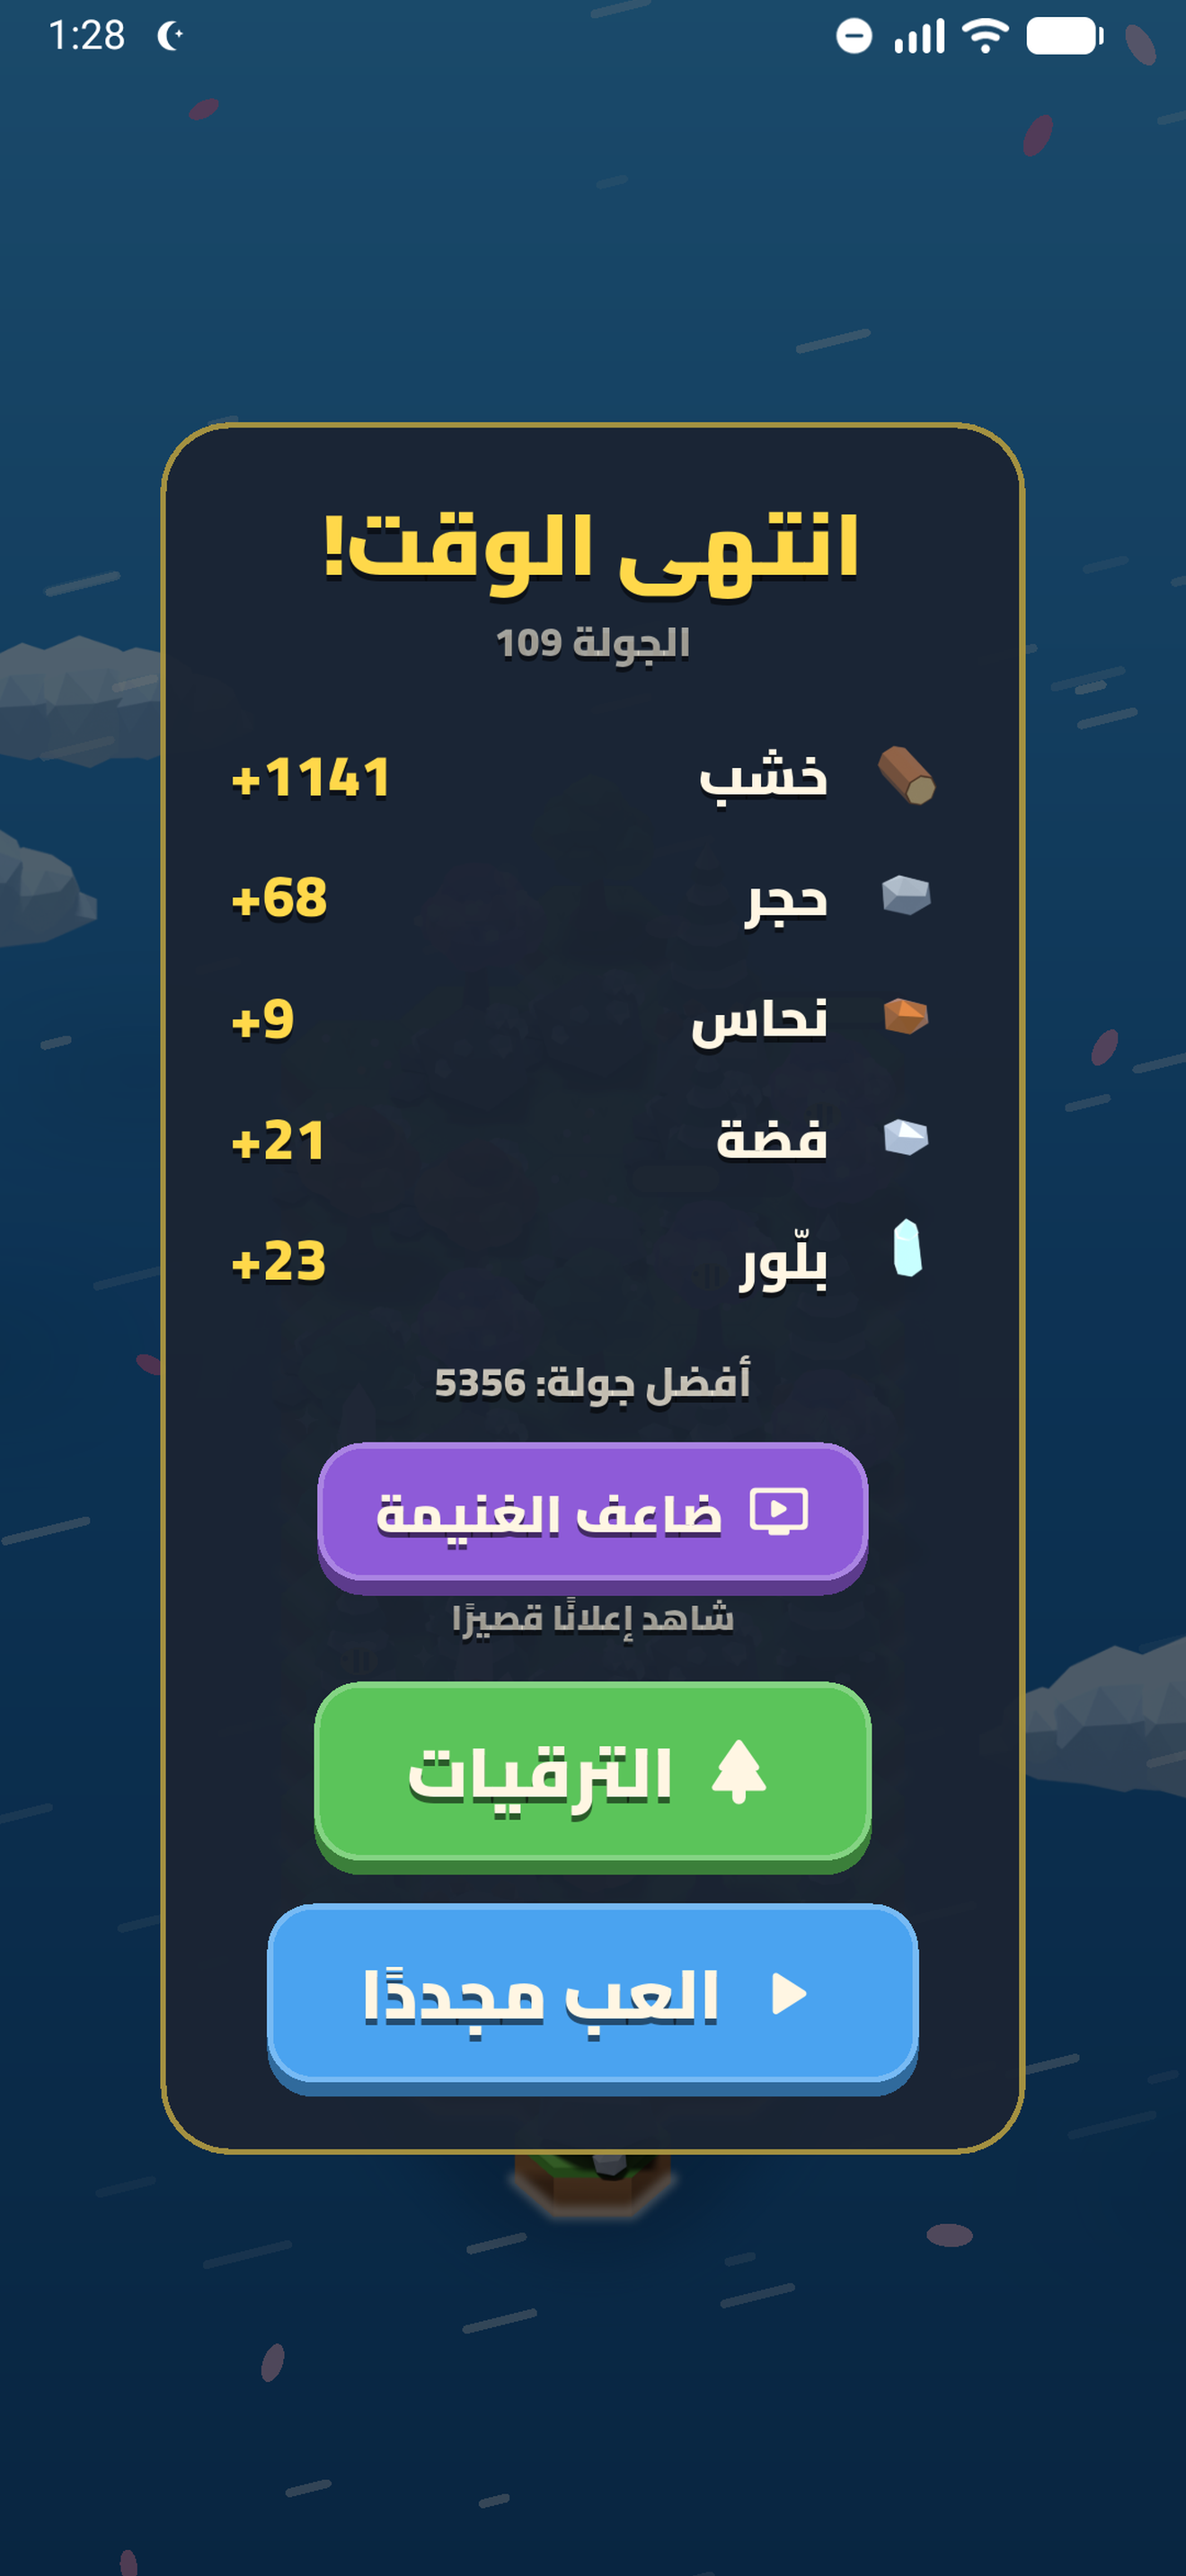 1:28
انتهى الوقت!
الجولة 109
خشب +1141
حجر +68
نحاس +9
فضة +21
بلّور +23
أفضل جولة: 5356
ضاعف الغنيمة
شاهد إعلانًا قصيرًا
الترقيات
العب مجددًا